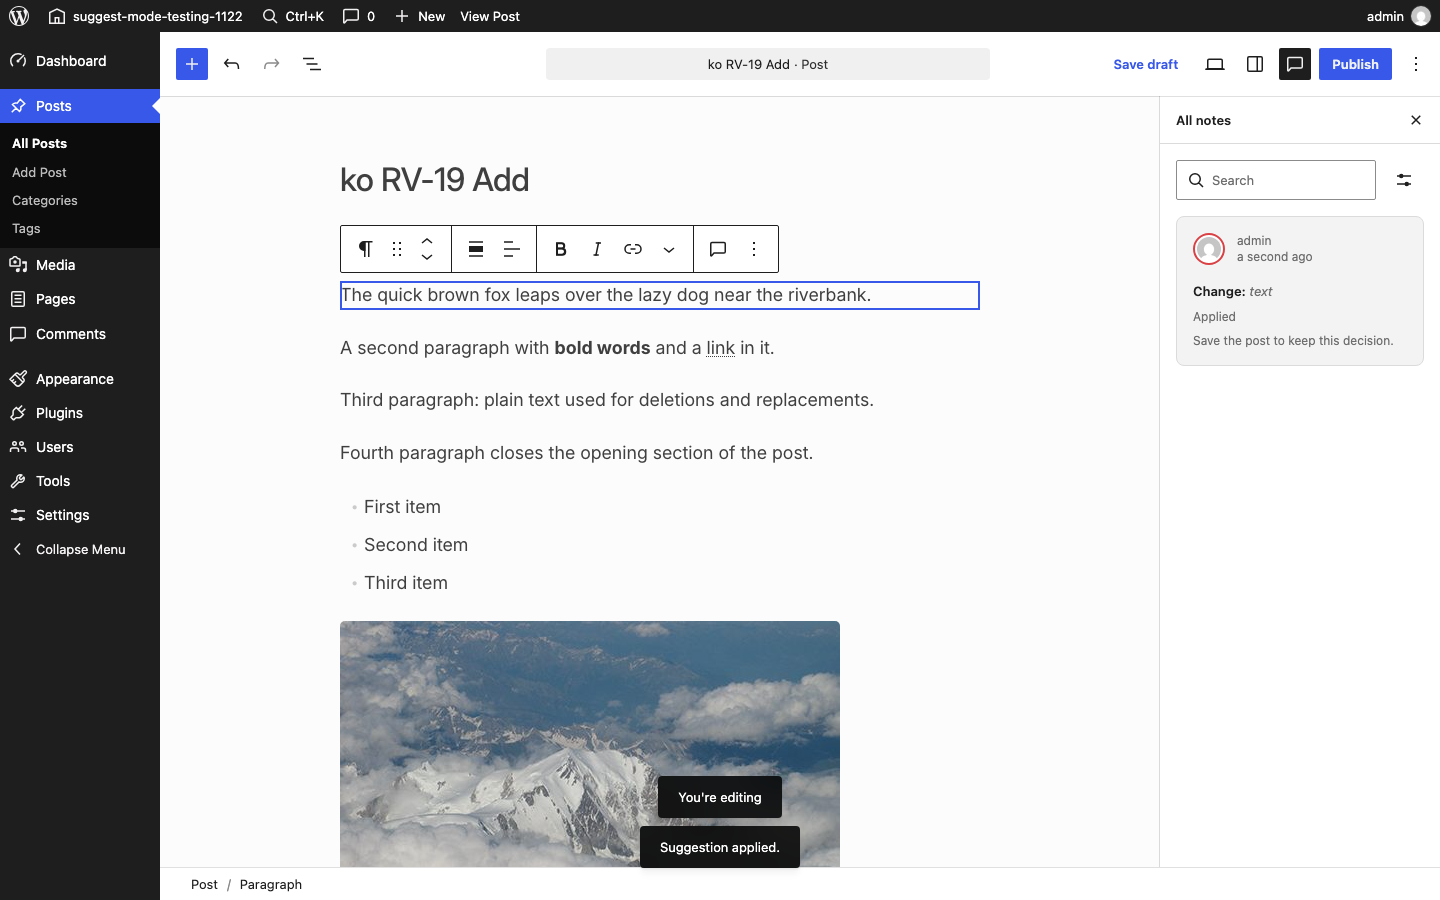 suggest-mode-testing-1122
Ctrl+K
0
New
View Post
admin
Dashboard
Posts
All Posts
Add Post
Categories
Tags
Media
Pages
Comments
Appearance
Plugins
Users
Tools
Settings
Collapse Menu
ko RV-19 Add · Post
Save draft
Publish
ko RV-19 Add
The quick brown fox leaps over the lazy dog near the riverbank.
A second paragraph with bold words and a link in it.
Third paragraph: plain text used for deletions and replacements.
Fourth paragraph closes the opening section of the post.
First item
Second item
Third item
You're editing
Suggestion applied.
All notes
Search
admin
a second ago
Change: text
Applied
Save the post to keep this decision.
Post / Paragraph